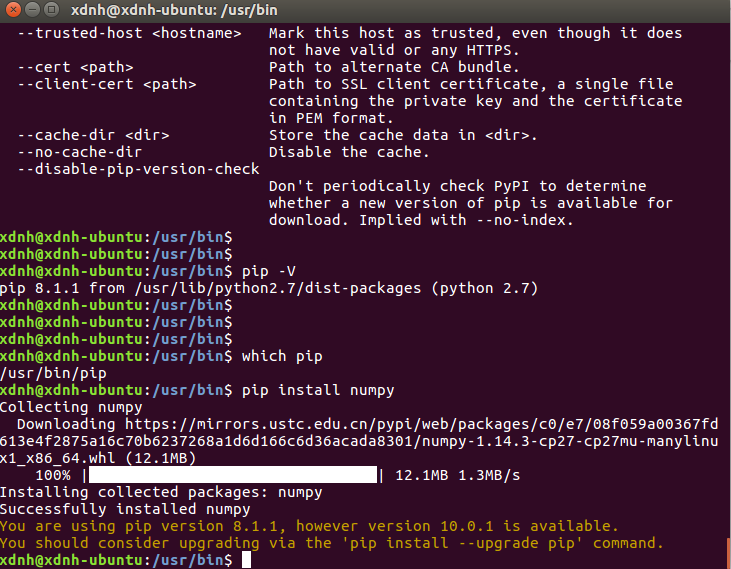 xdnh@xdnh-ubuntu: /usr/bin
--trusted-host <hostname>   Mark this host as trusted, even though it does
not have valid or any HTTPS.
--cert <path>               Path to alternate CA bundle.
--client-cert <path>        Path to SSL client certificate, a single file
containing the private key and the certificate
in PEM format.
--cache-dir <dir>           Store the cache data in <dir>.
--no-cache-dir              Disable the cache.
--disable-pip-version-check
Don't periodically check PyPI to determine
whether a new version of pip is available for
download. Implied with --no-index.
xdnh@xdnh-ubuntu:/usr/bin$
xdnh@xdnh-ubuntu:/usr/bin$
xdnh@xdnh-ubuntu:/usr/bin$ pip -V
pip 8.1.1 from /usr/lib/python2.7/dist-packages (python 2.7)
xdnh@xdnh-ubuntu:/usr/bin$
xdnh@xdnh-ubuntu:/usr/bin$
xdnh@xdnh-ubuntu:/usr/bin$
xdnh@xdnh-ubuntu:/usr/bin$ which pip
/usr/bin/pip
xdnh@xdnh-ubuntu:/usr/bin$ pip install numpy
Collecting numpy
Downloading https://mirrors.ustc.edu.cn/pypi/web/packages/c0/e7/08f059a00367fd
613e4f2875a16c70b6237268a1d6d166c6d36acada8301/numpy-1.14.3-cp27-cp27mu-manylinu
x1_x86_64.whl (12.1MB)
100% |                                | 12.1MB 1.3MB/s
Installing collected packages: numpy
Successfully installed numpy
You are using pip version 8.1.1, however version 10.0.1 is available.
You should consider upgrading via the 'pip install --upgrade pip' command.
xdnh@xdnh-ubuntu:/usr/bin$